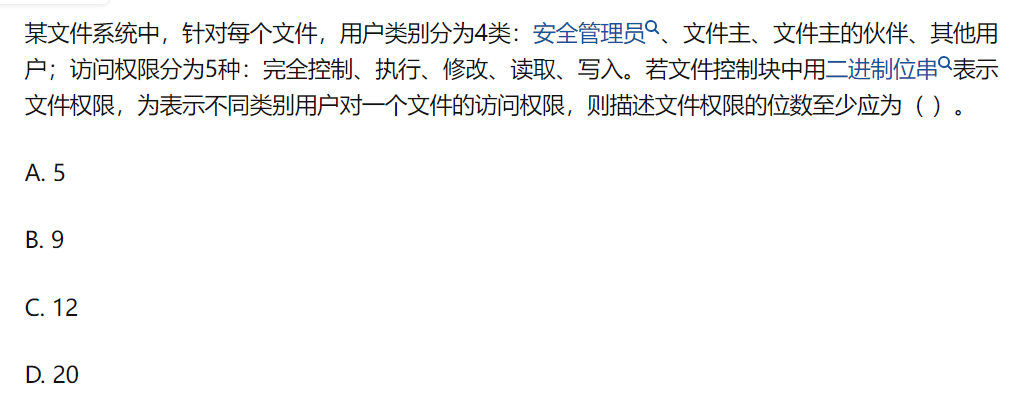 某文件系统中，针对每个文件，用户类别分为4类：安全管理员、文件主、文件主的伙伴、其他用
户；访问权限分为5种：完全控制、执行、修改、读取、写入。若文件控制块中用二进制位串表示
文件权限，为表示不同类别用户对一个文件的访问权限，则描述文件权限的位数至少应为（ ）。
A. 5
B. 9
C. 12
D. 20